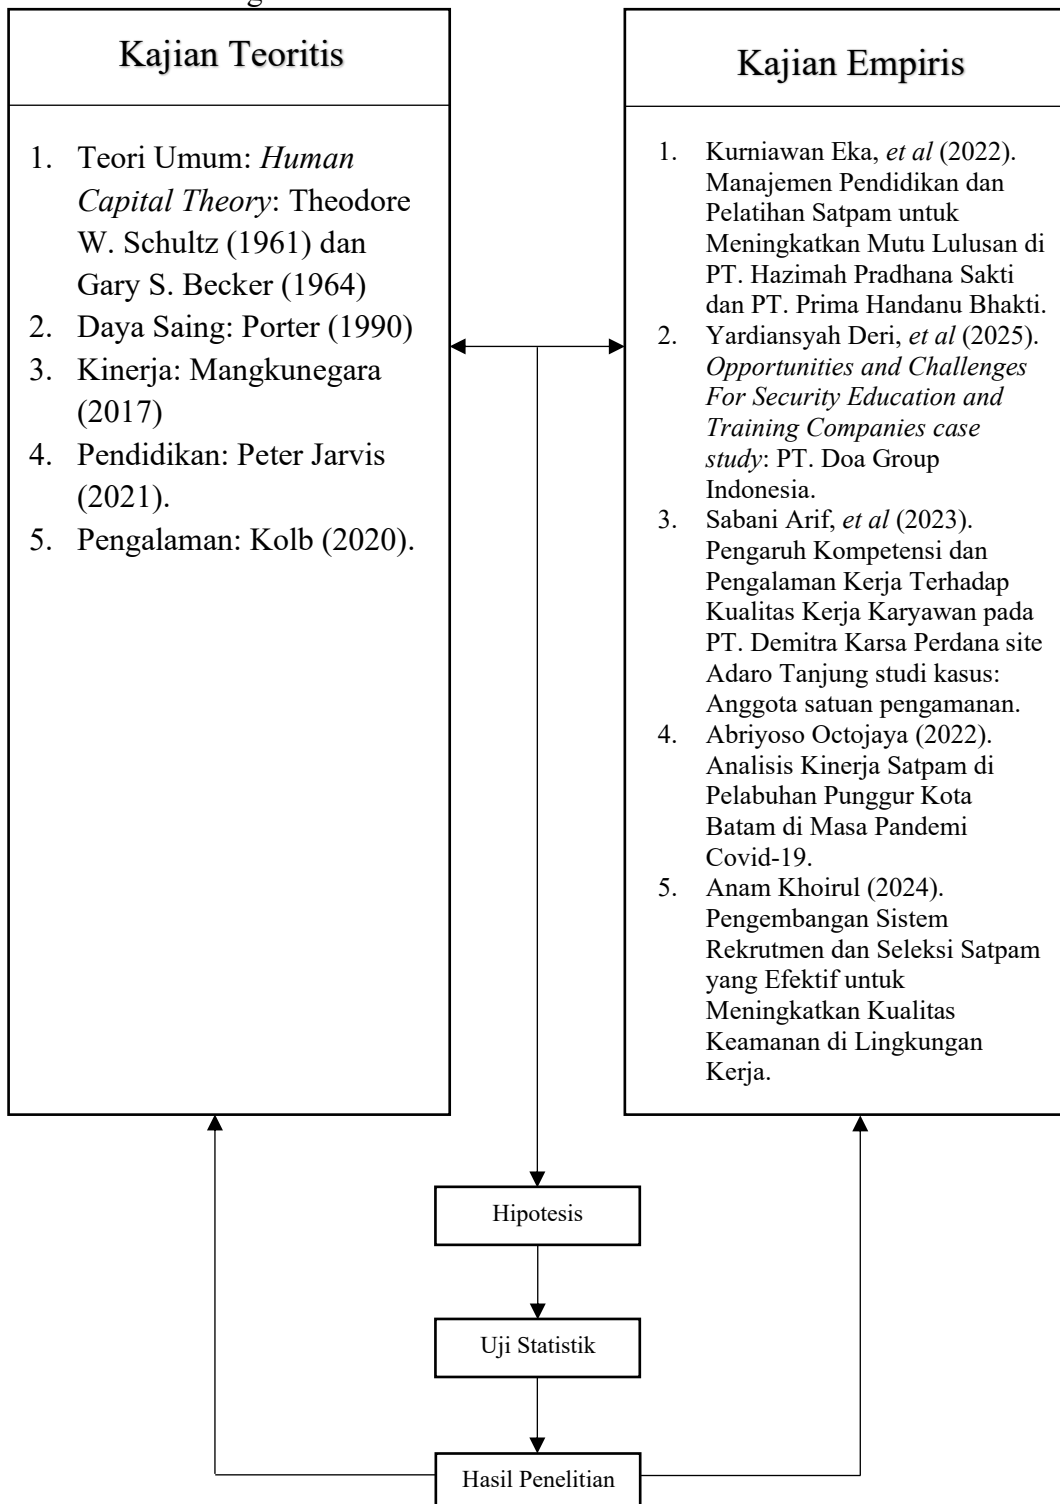 Kajian Teoritis
1. Teori Umum: Human
Capital Theory: Theodore
W. Schultz (1961) dan
Gary S. Becker (1964)
2. Daya Saing: Porter (1990)
3. Kinerja: Mangkunegara
(2017)
4. Pendidikan: Peter Jarvis
(2021).
5. Pengalaman: Kolb (2020).
Kajian Empiris
1. Kurniawan Eka, et al (2022).
Manajemen Pendidikan dan
Pelatihan Satpam untuk
Meningkatkan Mutu Lulusan di
PT. Hazimah Pradhana Sakti
dan PT. Prima Handanu Bhakti.
2. Yardiansyah Deri, et al (2025).
Opportunities and Challenges
For Security Education and
Training Companies case
study: PT. Doa Group
Indonesia.
3. Sabani Arif, et al (2023).
Pengaruh Kompetensi dan
Pengalaman Kerja Terhadap
Kualitas Kerja Karyawan pada
PT. Demitra Karsa Perdana site
Adaro Tanjung studi kasus:
Anggota satuan pengamanan.
4. Abriyoso Octojaya (2022).
Analisis Kinerja Satpam di
Pelabuhan Punggur Kota
Batam di Masa Pandemi
Covid-19.
5. Anam Khoirul (2024).
Pengembangan Sistem
Rekrutmen dan Seleksi Satpam
yang Efektif untuk
Meningkatkan Kualitas
Keamanan di Lingkungan
Kerja.
Hipotesis
Uji Statistik
Hasil Penelitian